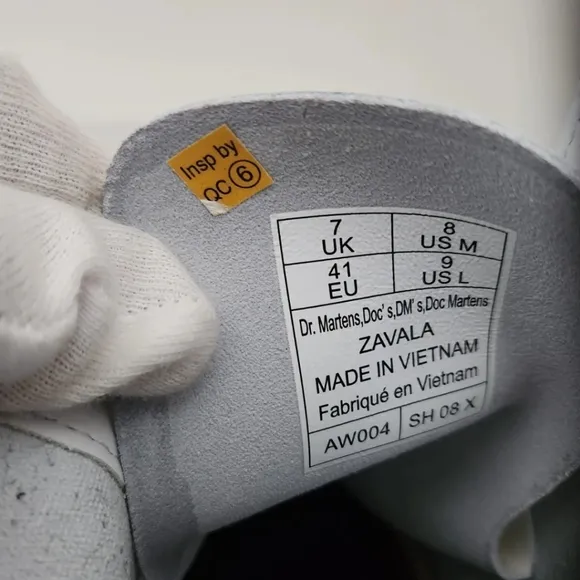 Insp by
QC 6
7 UK
8 US M
41 EU
9 US L
Dr. Martens,Doc's,DM's,Doc Martens
ZAVALA
MADE IN VIETNAM
Fabriqué en Vietnam
AW004
SH 08 X